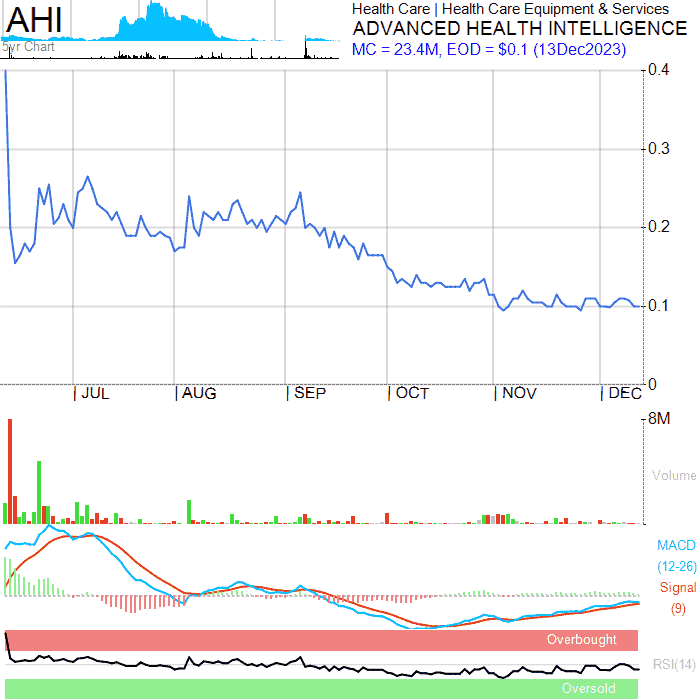 AHI
5yr Chart
Health Care | Health Care Equipment & Services
ADVANCED HEALTH INTELLIGENCE
MC = 23.4M, EOD = $0.1 (13Dec2023)
0.4
0.3
0.2
0.1
0
| JUL | AUG | SEP | OCT | NOV | DEC
8M
Volume
MACD
(12-26)
Signal
(9)
Overbought
RSI(14)
Oversold